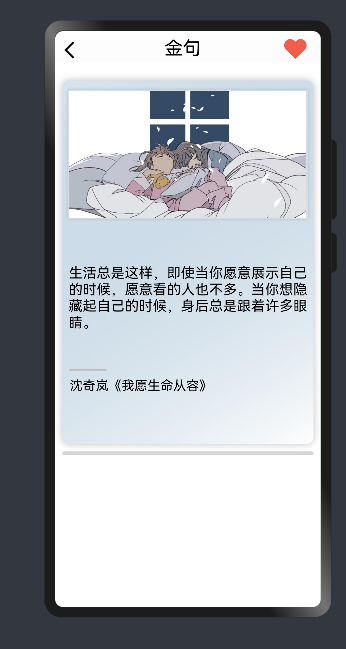 金句
生活总是这样，即使当你愿意展示自己
的时候，愿意看的人也不多。当你想隐
藏起自己的时候，身后总是跟着许多眼
睛。
沈奇岚《我愿生命从容》